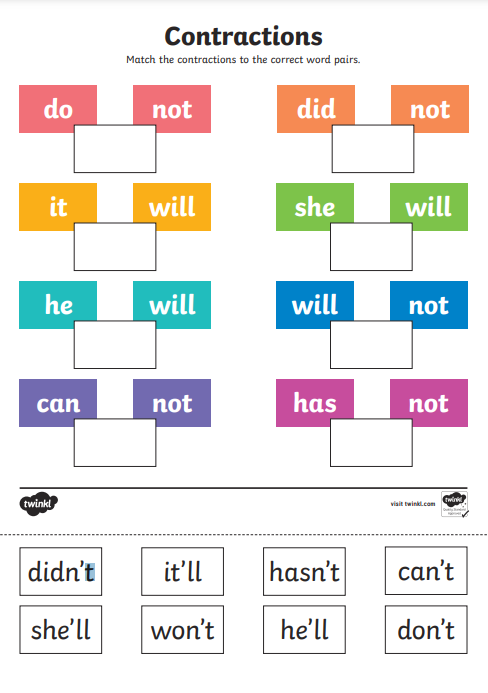 Contractions
Match the contractions to the correct word pairs.
do not did not
it will she will
he will will not
can not has not
twinkl visit twinkl.com twinkl
didn’t it’ll hasn’t can’t
she’ll won’t he’ll don’t